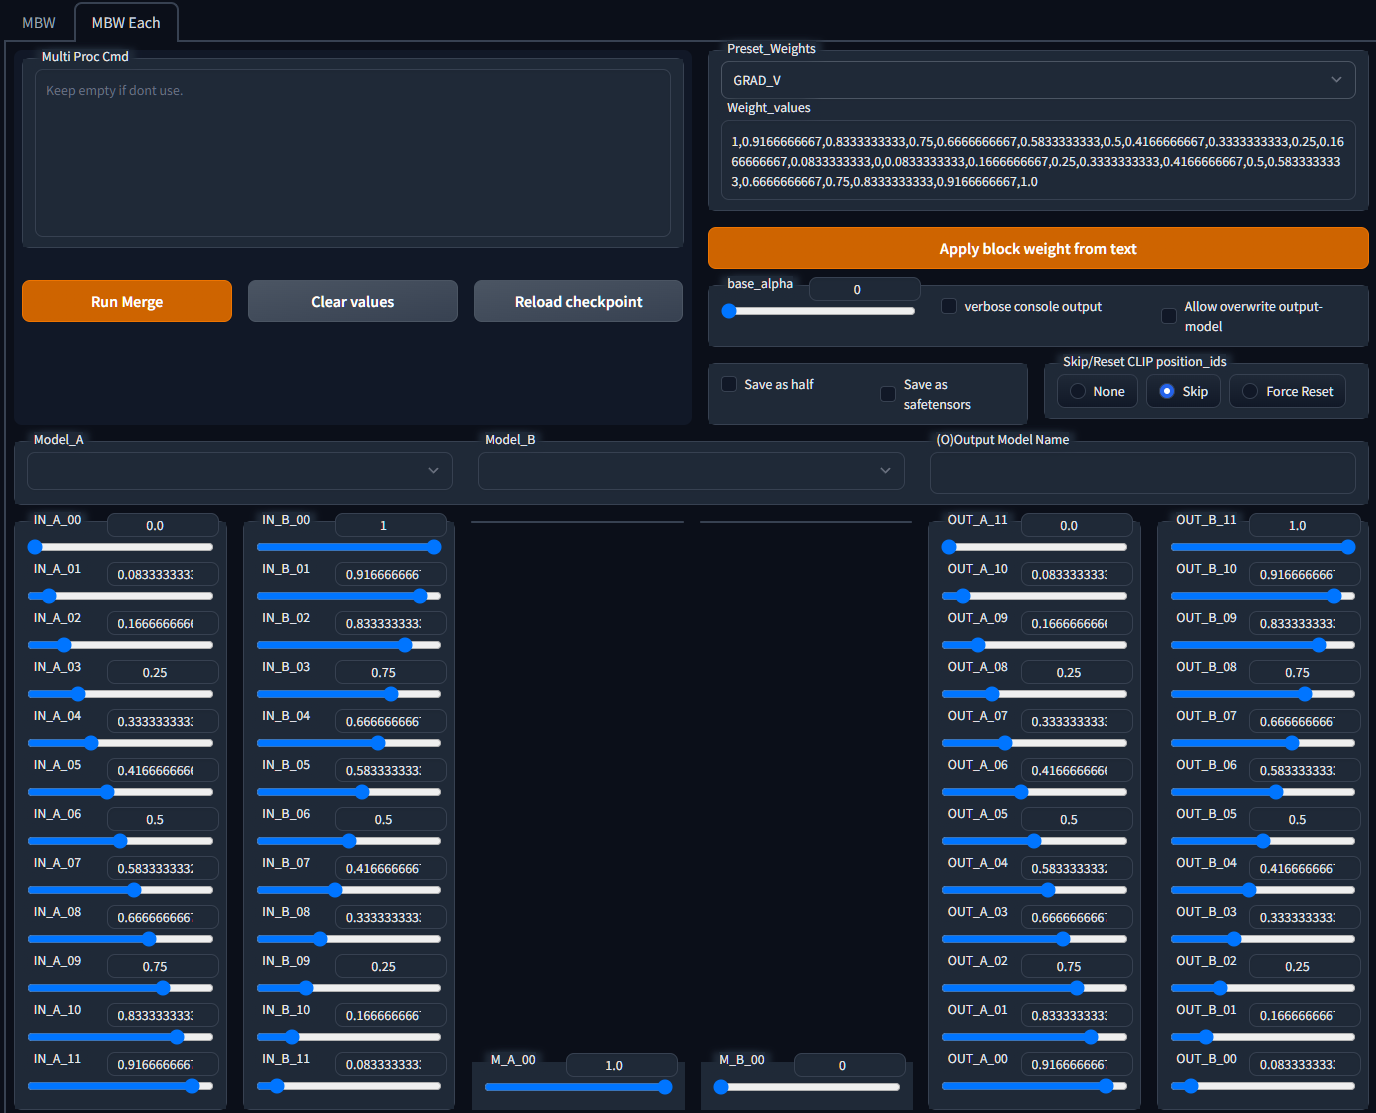 MBW
MBW Each
Multi Proc Cmd
Keep empty if dont use.
Run Merge
Clear values
Reload checkpoint
Preset_Weights
GRAD_V
Weight_values
1,0.9166666667,0.8333333333,0.75,0.6666666667,0.5833333333,0.5,0.4166666667,0.3333333333,0.25,0.16
66666667,0.0833333333,0,0.0833333333,0.1666666667,0.25,0.3333333333,0.4166666667,0.5,0.583333333
3,0.6666666667,0.75,0.8333333333,0.9166666667,1.0
Apply block weight from text
base_alpha
0
verbose console output
Allow overwrite output-
model
Save as half
Save as
safetensors
Skip/Reset CLIP position_ids
None
Skip
Force Reset
Model_A
Model_B
(O)Output Model Name
IN_A_00 0.0
IN_A_01 0.083333333
IN_A_02 0.166666666
IN_A_03 0.25
IN_A_04 0.333333333
IN_A_05 0.416666666
IN_A_06 0.5
IN_A_07 0.583333333
IN_A_08 0.666666666
IN_A_09 0.75
IN_A_10 0.833333333
IN_A_11 0.916666666
IN_B_00 1
IN_B_01 0.916666666
IN_B_02 0.833333333
IN_B_03 0.75
IN_B_04 0.666666666
IN_B_05 0.583333333
IN_B_06 0.5
IN_B_07 0.416666666
IN_B_08 0.333333333
IN_B_09 0.25
IN_B_10 0.166666666
IN_B_11 0.083333333
M_A_00 1.0
M_B_00 0
OUT_A_11 0.0
OUT_A_10 0.083333333
OUT_A_09 0.166666666
OUT_A_08 0.25
OUT_A_07 0.333333333
OUT_A_06 0.416666666
OUT_A_05 0.5
OUT_A_04 0.583333333
OUT_A_03 0.666666666
OUT_A_02 0.75
OUT_A_01 0.833333333
OUT_A_00 0.916666666
OUT_B_11 1.0
OUT_B_10 0.916666666
OUT_B_09 0.833333333
OUT_B_08 0.75
OUT_B_07 0.666666666
OUT_B_06 0.583333333
OUT_B_05 0.5
OUT_B_04 0.416666666
OUT_B_03 0.333333333
OUT_B_02 0.25
OUT_B_01 0.166666666
OUT_B_00 0.083333333